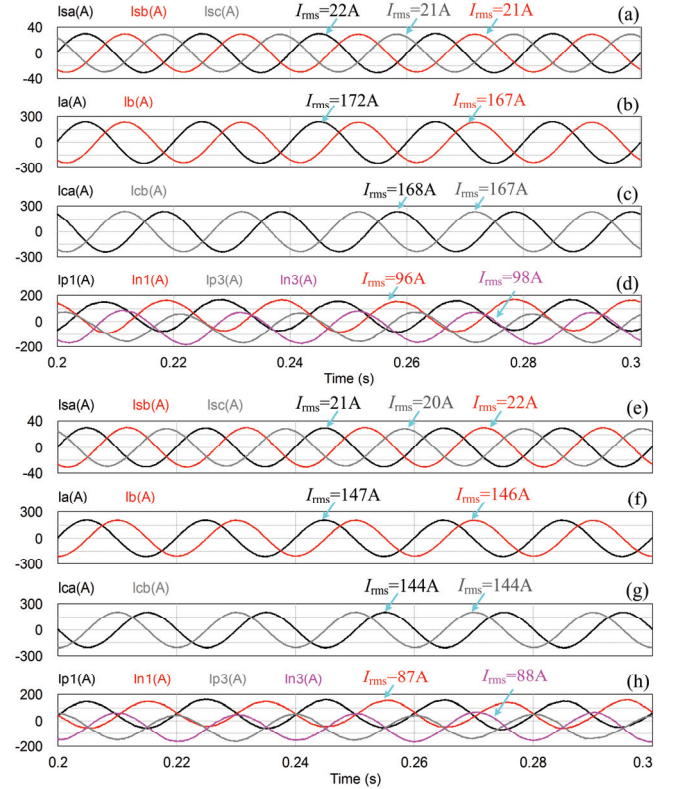 Isa(A) Isb(A) Isc(A) Irms=22A Irms=21A Irms=21A (a)
40
0
-40
Ia(A) Ib(A) Irms=172A Irms=167A (b)
300
0
-300
Ica(A) Icb(A) Irms=168A Irms=167A (c)
300
0
-300
Ip1(A) In1(A) Ip3(A) In3(A) Irms=96A Irms=98A (d)
200
0
-200
0.2 0.22 0.24 0.26 0.28 0.3
Time (s)
Isa(A) Isb(A) Isc(A) Irms=21A Irms=20A Irms=22A (e)
40
0
-40
Ia(A) Ib(A) Irms=147A Irms=146A (f)
300
0
-300
Ica(A) Icb(A) Irms=144A Irms=144A (g)
300
0
-300
Ip1(A) In1(A) Ip3(A) In3(A) Irms=87A Irms=88A (h)
200
0
-200
0.2 0.22 0.24 0.26 0.28 0.3
Time (s)